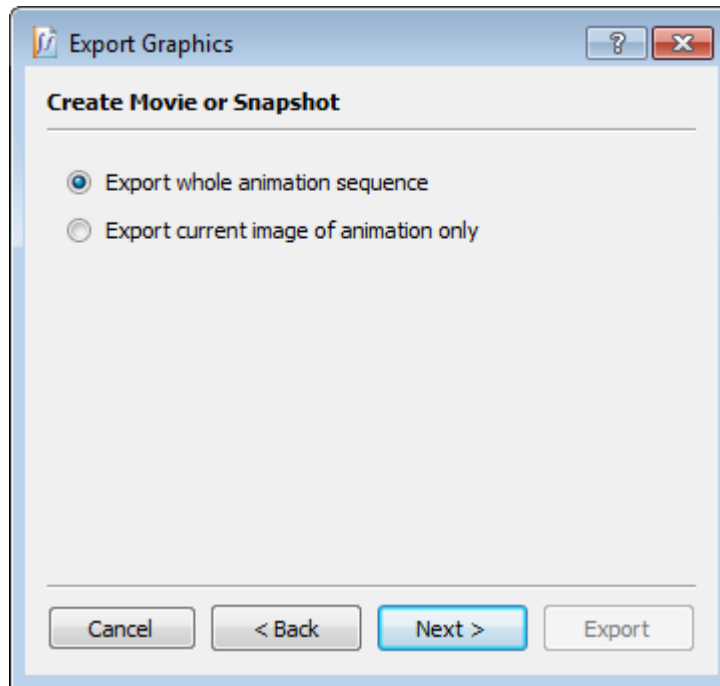 Export Graphics
Create Movie or Snapshot
Export whole animation sequence
Export current image of animation only
Cancel
< Back
Next >
Export